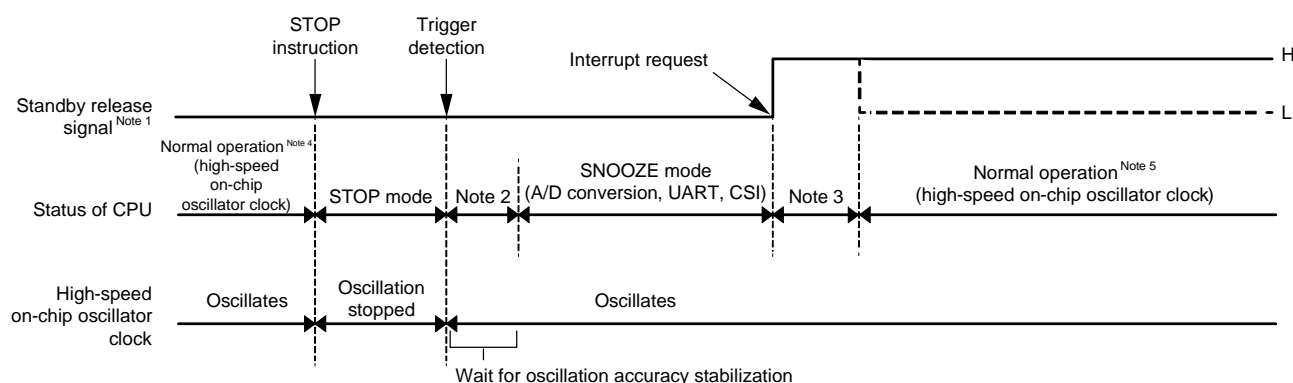 STOP
instruction
Trigger
detection
Interrupt request
H
L
Standby release
signal Note 1
Normal operation Note 4
(high-speed
on-chip
oscillator clock)
Status of CPU
STOP mode
Note 2
SNOOZE mode
(A/D conversion, UART, CSI)
Note 3
Normal operation Note 5
(high-speed on-chip oscillator clock)
High-speed
on-chip oscillator
clock
Oscillates
Oscillation
stopped
Oscillates
Wait for oscillation accuracy stabilization